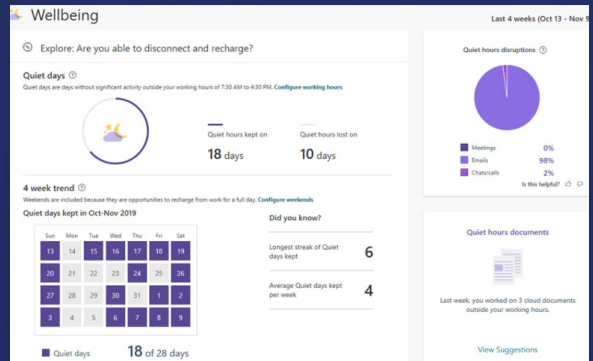 Wellbeing
Last 4 weeks (Oct 13 - Nov 9
Explore: Are you able to disconnect and recharge?
Quiet days
Quiet days are days without significant activity outside your working hours of 7:30 AM to 4:30 PM. Configure working hours
Quiet hours kept on
18 days
Quiet hours lost on
10 days
4 week trend
Weekends are included because they are opportunities to recharge from work for a full day. Configure weekends
Quiet days kept in Oct-Nov 2019
Sun Mon Tue Wed Thu Fri Sat
13 14 15 16 17 18 19
20 21 22 23 24 25 26
27 28 29 30 31 1 2
3 4 5 6 7 8 9
Quiet days 18 of 28 days
Did you know?
Longest streak of Quiet
days kept
6
Average Quiet days kept
per week
4
Quiet hours disruptions
Meetings 0%
Emails 98%
Chats/calls 2%
Is this helpful?
Quiet hours documents
Last week, you worked on 3 cloud documents
outside your working hours.
View Suggestions